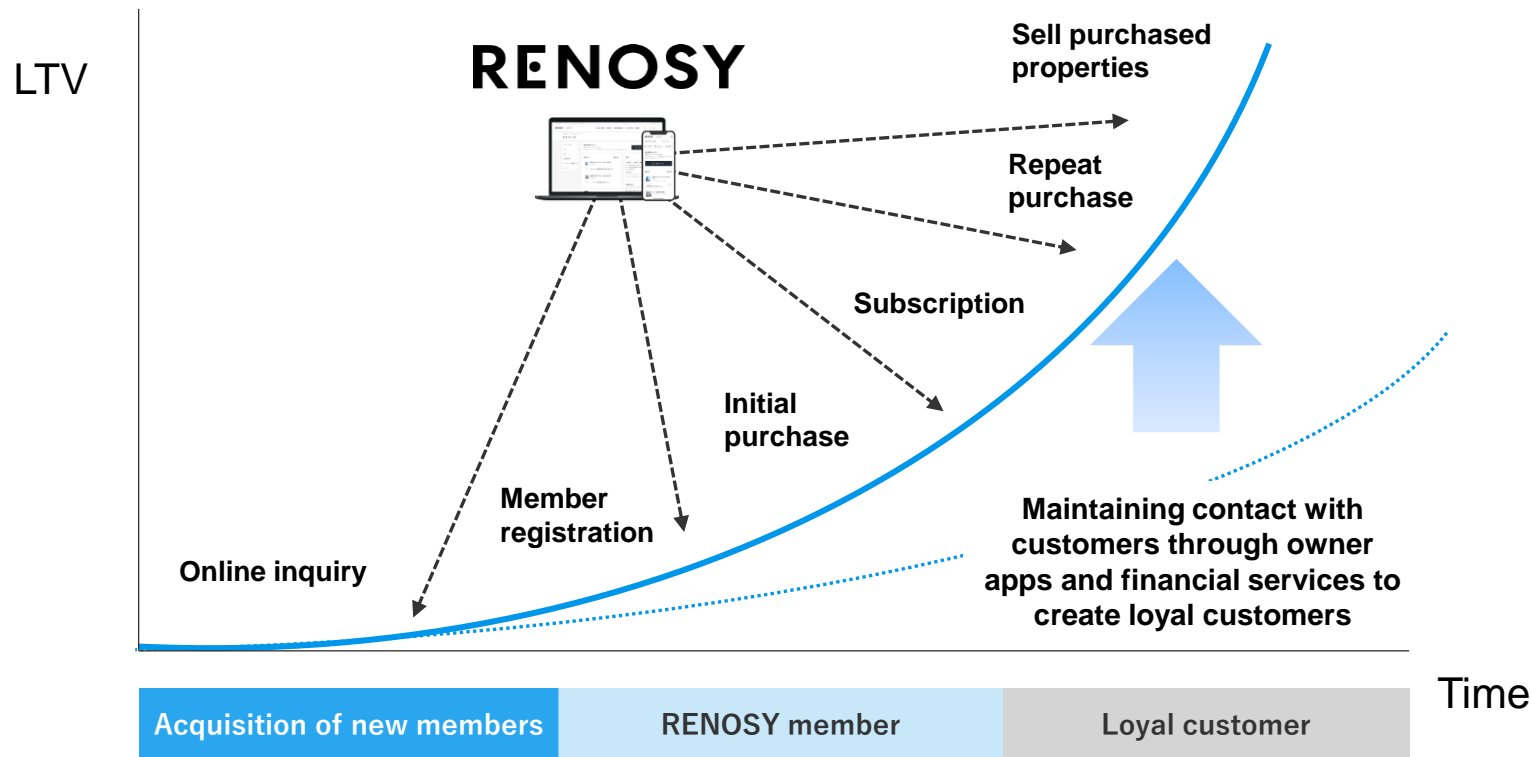 LTV
RENOSY
Sell purchased
properties
Repeat
purchase
Subscription
Initial
purchase
Member
registration
Online inquiry
Maintaining contact with
customers through owner
apps and financial services to
create loyal customers
Time
Acquisition of new members
RENOSY member
Loyal customer